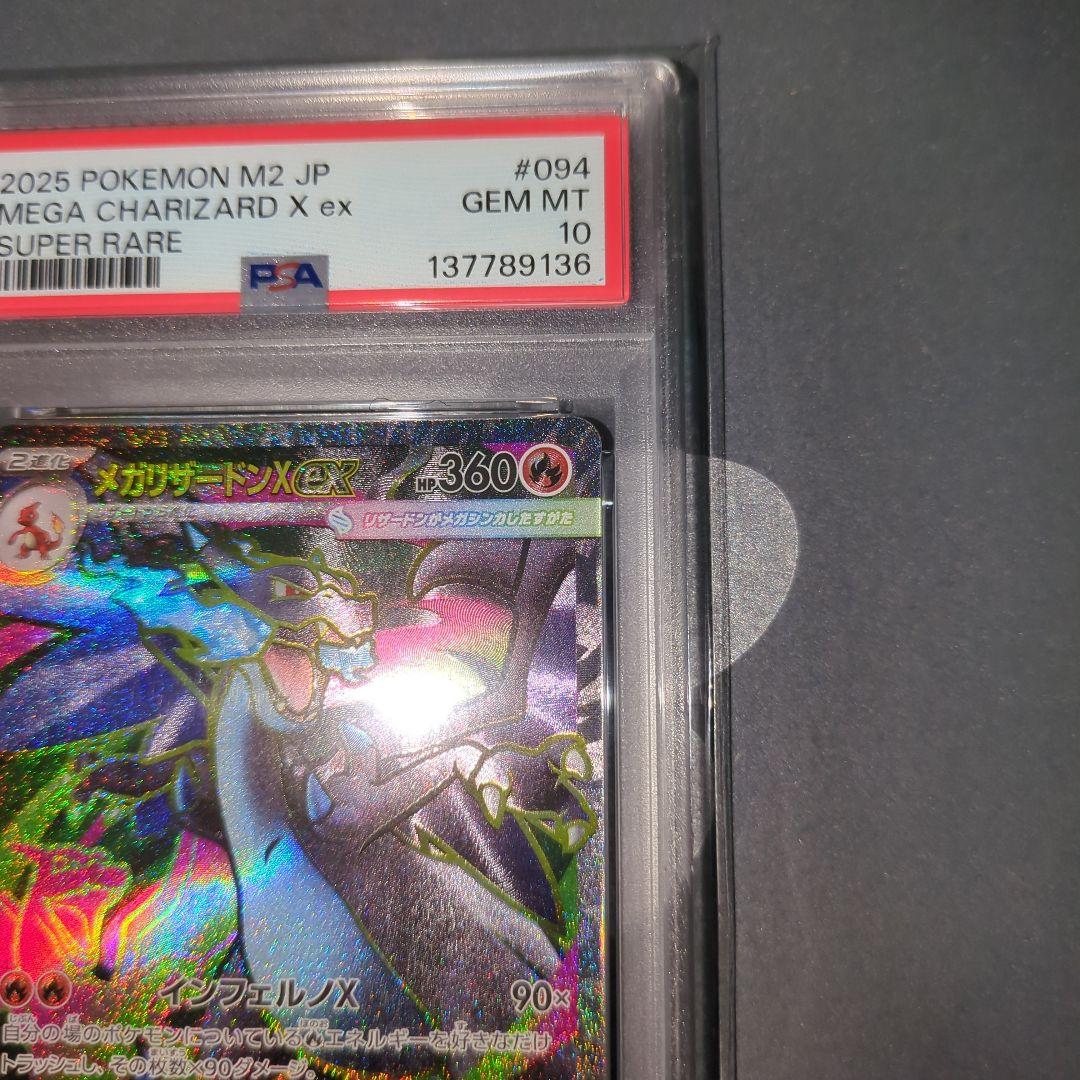 2025 POKEMON M2 JP #094
MEGA CHARIZARD X ex GEM MT
SUPER RARE 10
PSA 137789136
2進化 メガリザードンXex HP360
リザードンがメガシンカしたすがた
インフェルノX 90×
自分の場のポケモンについている炎エネルギーを好きなだけ
トラッシュし、その枚数×90ダメージ。